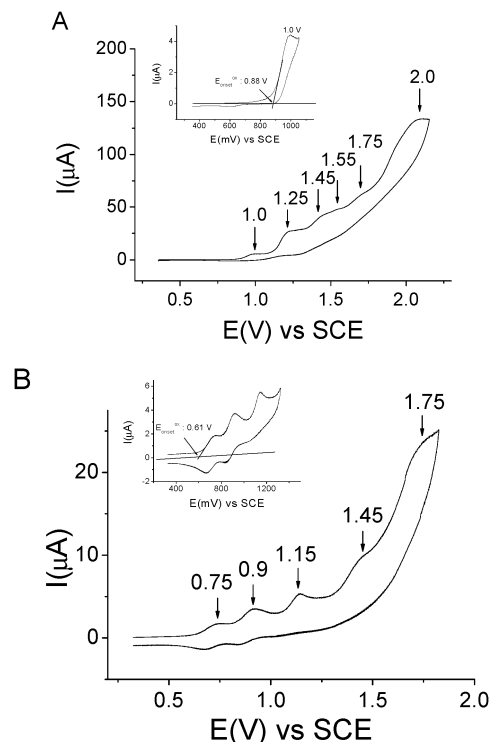 A
1.0 V
E onset ox : 0.88 V
I(μA)
4
2
0
400 600 800 1000
E(mV) vs SCE
I(μA)
200
150
100
50
0
1.0
1.25
1.45
1.55
1.75
2.0
0.5 1.0 1.5 2.0
E(V) vs SCE
B
E onset ox : 0.61 V
I(μA)
6
4
2
0
-2
400 800 1200
E(mV) vs SCE
I(μA)
20
10
0
0.75
0.9
1.15
1.45
1.75
0.5 1.0 1.5 2.0
E(V) vs SCE